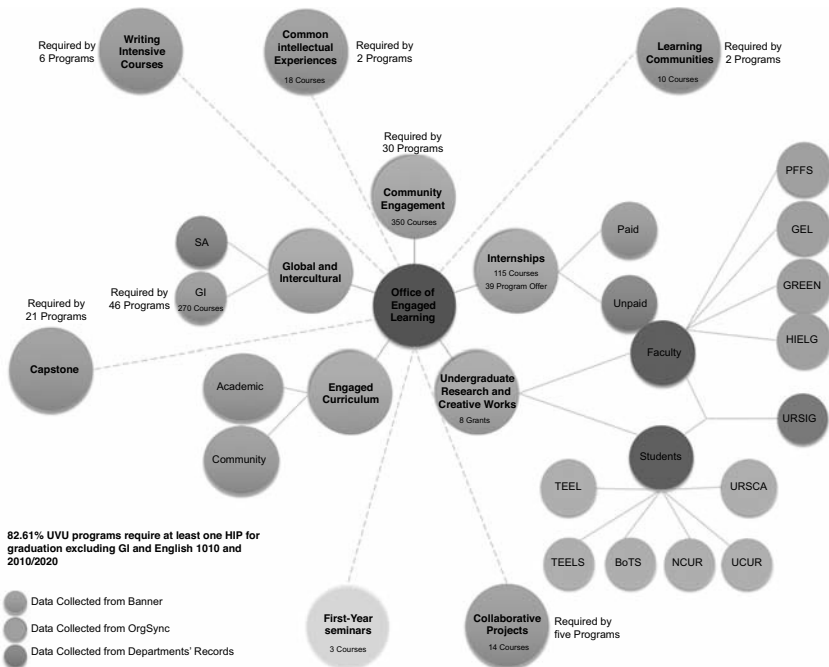 Required by
6 Programs
Writing
Intensive
Courses
Common
intellectual
Experiences
18 Courses
Required by
2 Programs
Learning
Communities
10 Courses
Required by
2 Programs
Required by
30 Programs
Community
Engagement
350 Courses
PFFS
SA
Global and
Intercultural
Internships
115 Courses
39 Program Offer
Paid
GEL
GI
270 Courses
Required by
46 Programs
Office of
Engaged
Learning
Unpaid
GREEN
Required by
21 Programs
Capstone
Faculty
HIELG
Academic
Engaged
Curriculum
Undergraduate
Research and
Creative Works
8 Grants
URSIG
Community
Students
TEEL
URSCA
TEELS
BoTS
NCUR
UCUR
82.61% UVU programs require at least one HIP for
graduation excluding GI and English 1010 and
2010/2020
Data Collected from Banner
Data Collected from OrgSync
Data Collected from Departments' Records
First-Year
seminars
3 Courses
Collaborative
Projects
14 Courses
Required by
five Programs